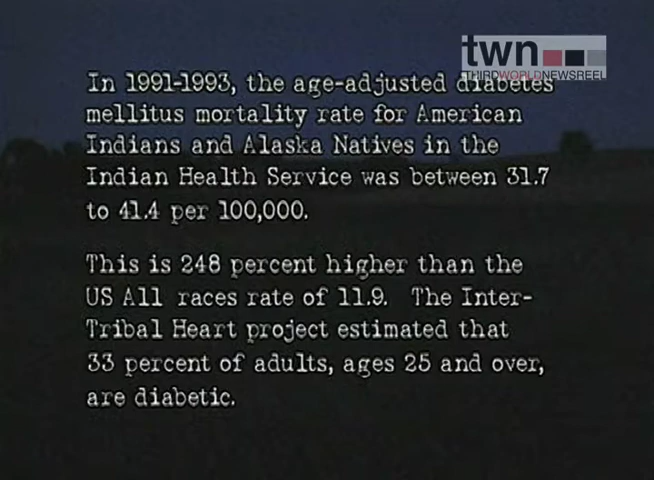 twn
THIRDWORLDNEWSREEL
In 1991-1993, the age-adjusted diabetes
mellitus mortality rate for American
Indians and Alaska Natives in the
Indian Health Service was between 31.7
to 41.4 per 100,000.
This is 248 percent higher than the
US All races rate of 11.9. The Inter-
Tribal Heart project estimated that
33 percent of adults, ages 25 and over,
are diabetic.